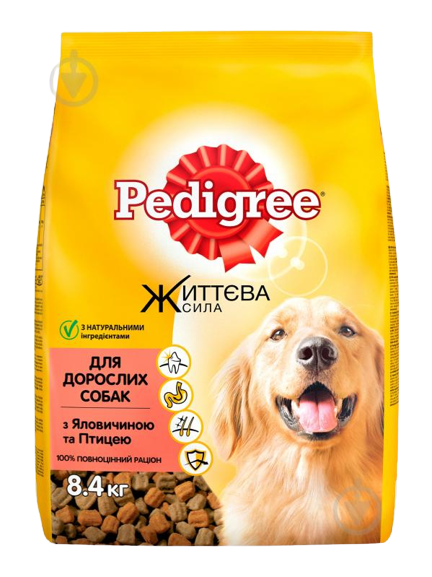 Pedigree®
ЖИТТЄВА
СИЛА
З НАТУРАЛЬНИМИ
інгредієнтами
ДЛЯ
ДОРОСЛИХ
СОБАК
з Яловичиною
та Птицею
100% ПОВНОЦІННИЙ РАЦІОН
8.4 кг